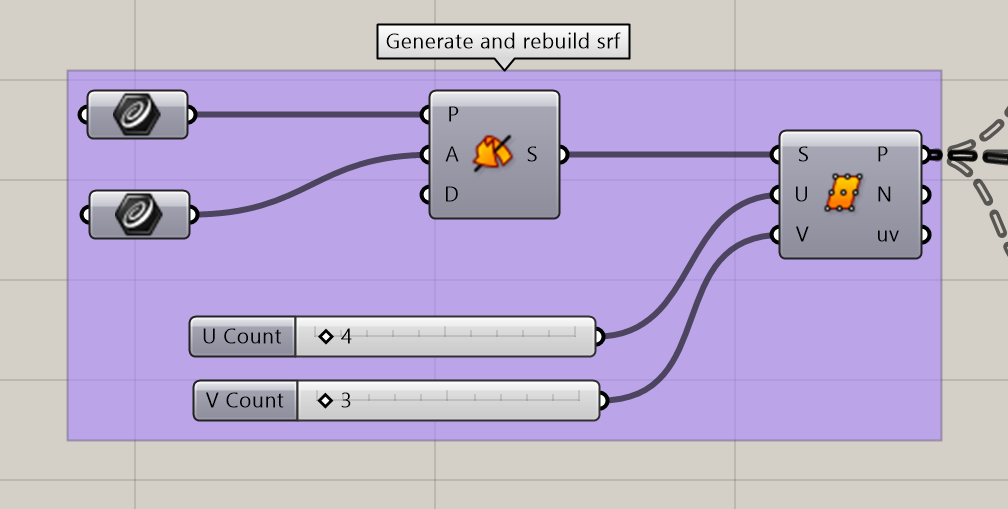 Generate and rebuild srf
P
A S
D
S P
U N
V uv
U Count 4
V Count 3